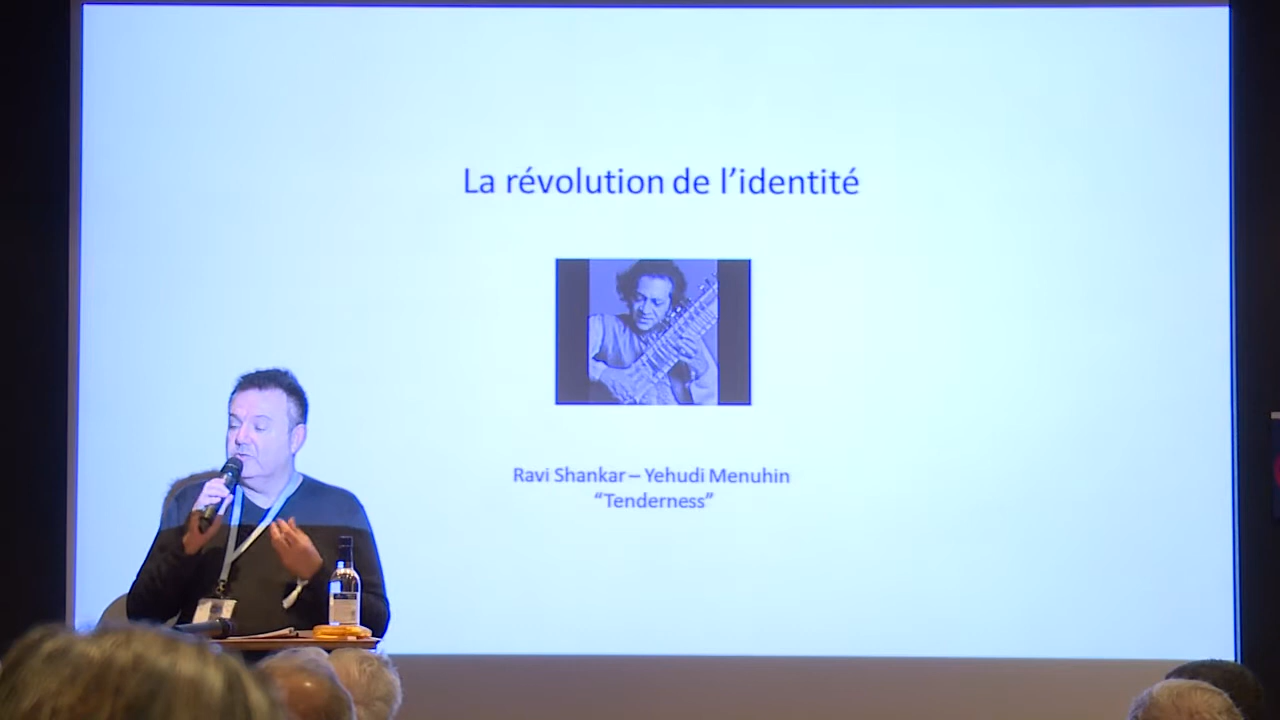 La révolution de l’identité
Ravi Shankar – Yehudi Menuhin
“Tenderness”